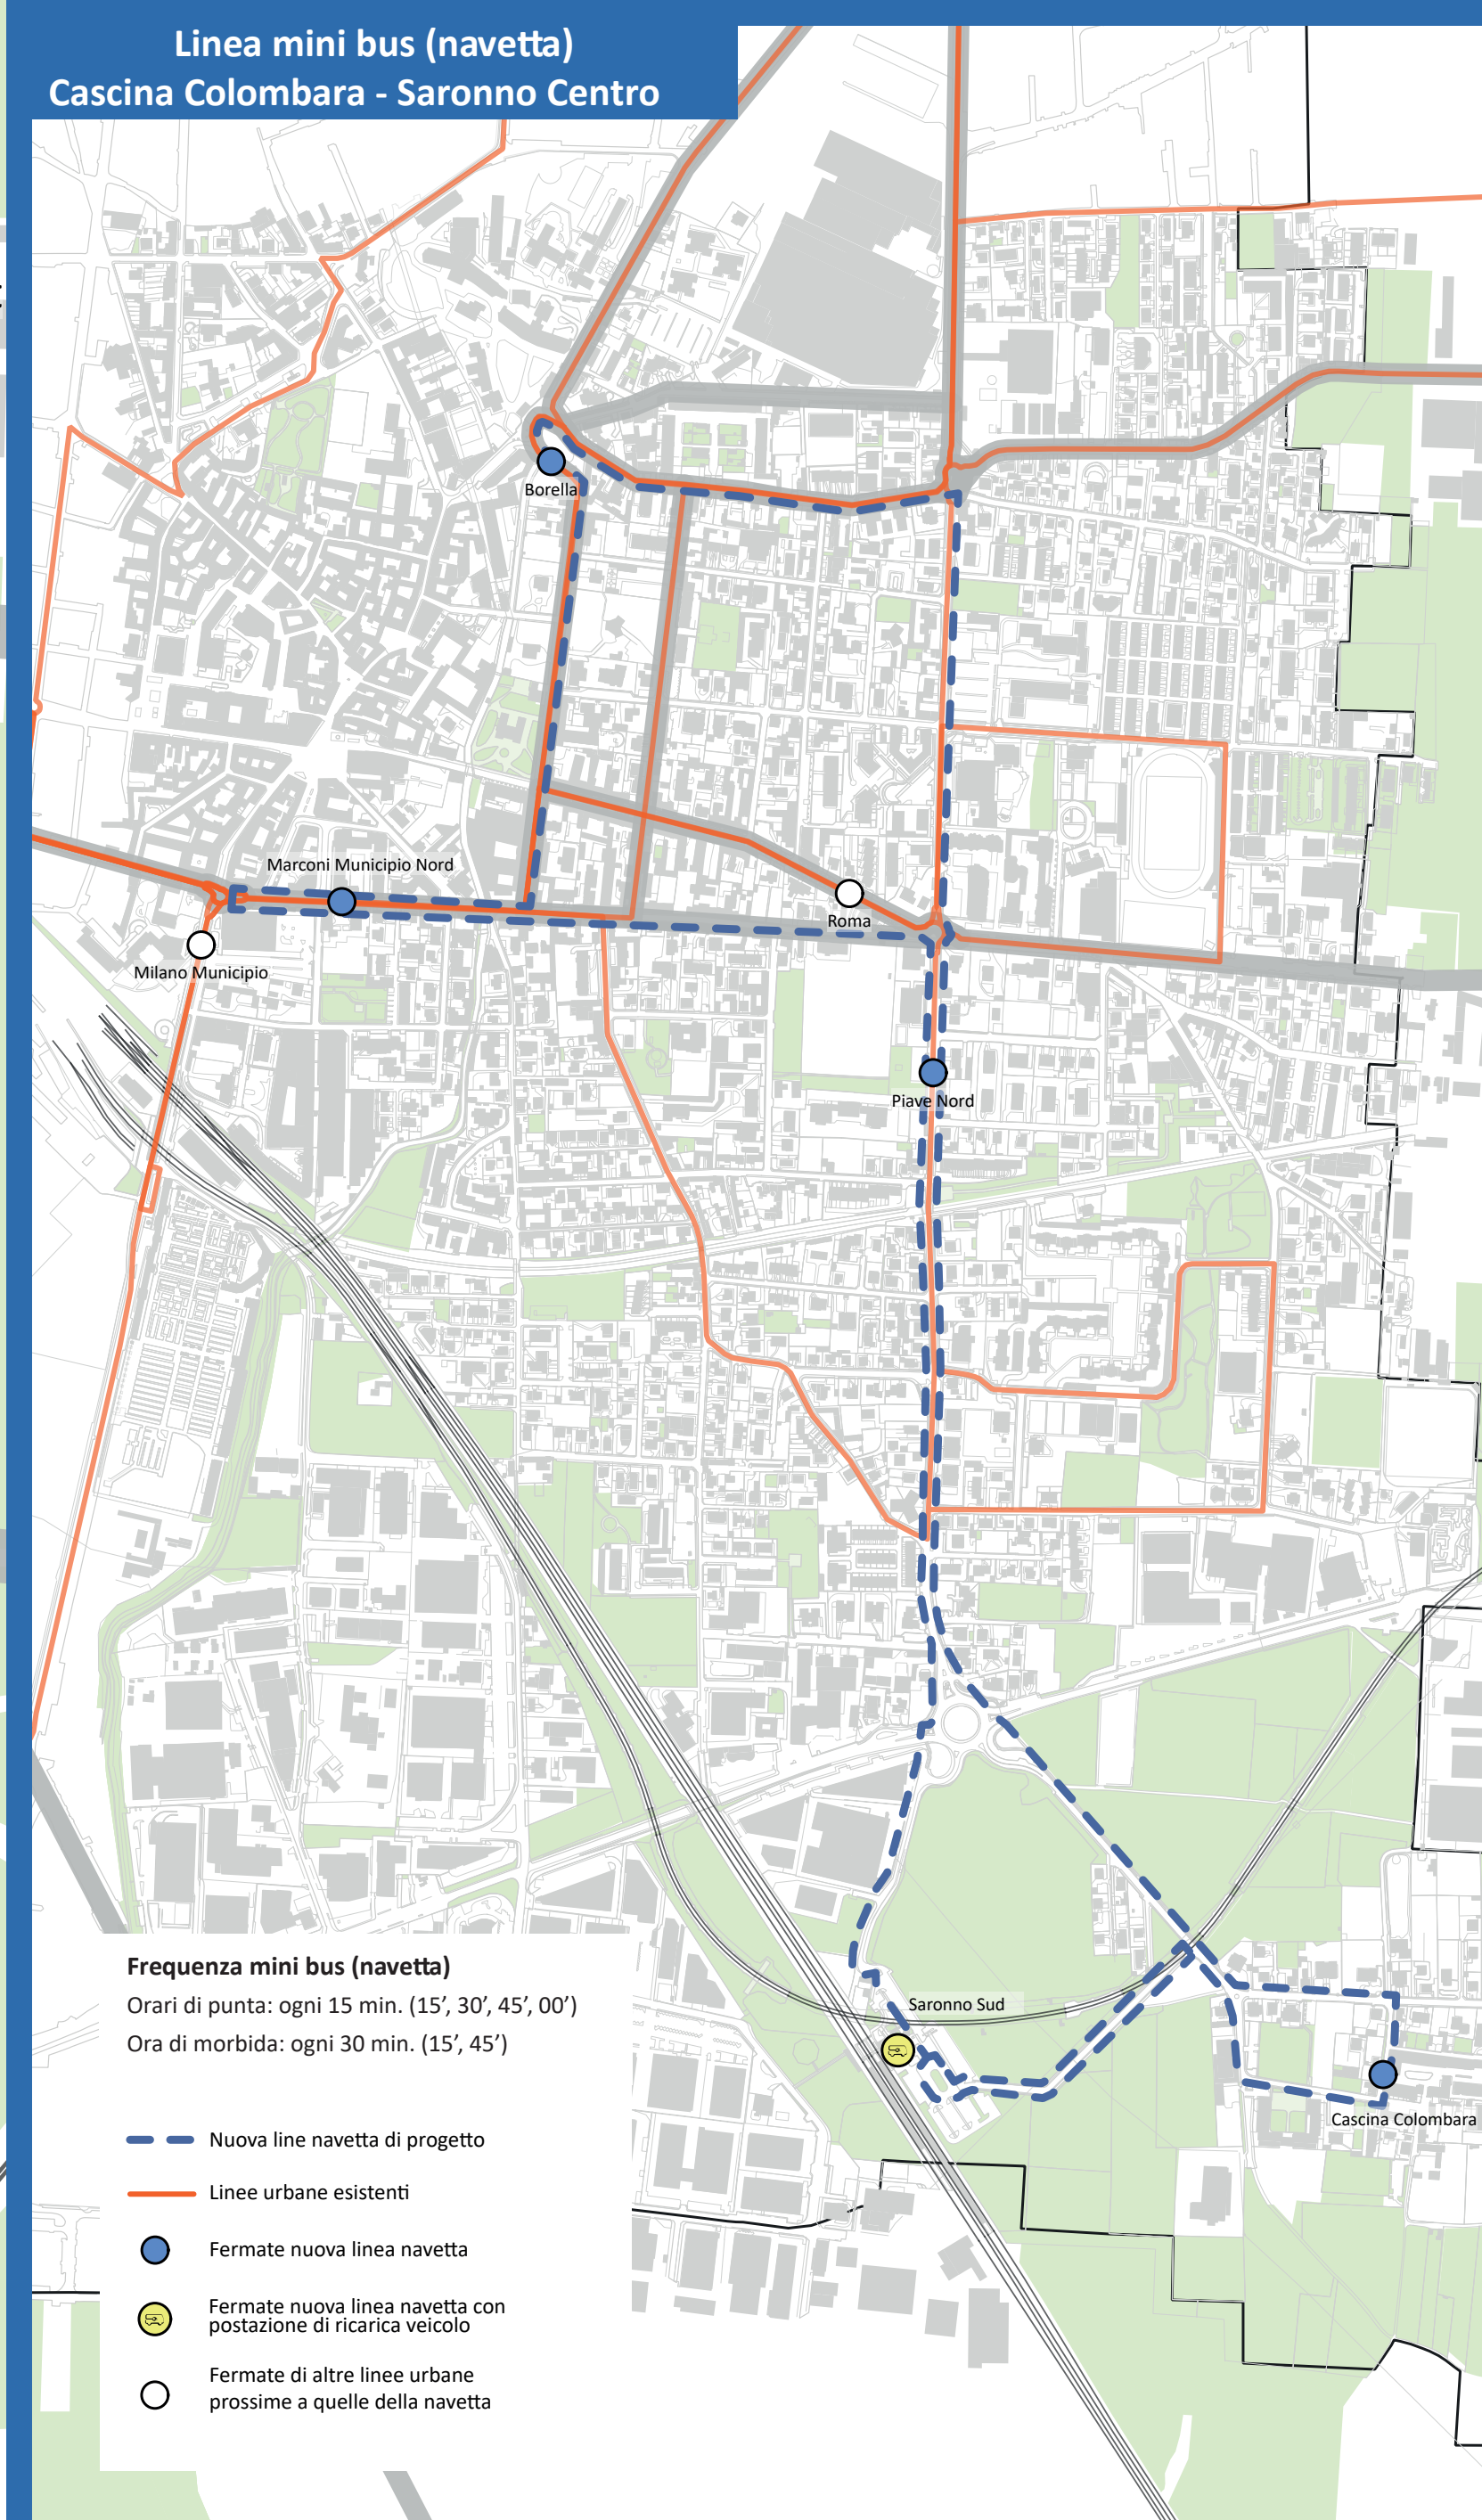 Linea mini bus (navetta)
Cascina Colombara - Saronno Centro
Borella
Marconi Municipio Nord
Roma
Milano Municipio
Piave Nord
Saronno Sud
Cascina Colombara
Frequenza mini bus (navetta)
Orari di punta: ogni 15 min. (15’, 30’, 45’, 00’)
Ora di morbida: ogni 30 min. (15’, 45’)
Nuova line navetta di progetto
Linee urbane esistenti
Fermate nuova linea navetta
Fermate nuova linea navetta con
postazione di ricarica veicolo
Fermate di altre linee urbane
prossime a quelle della navetta